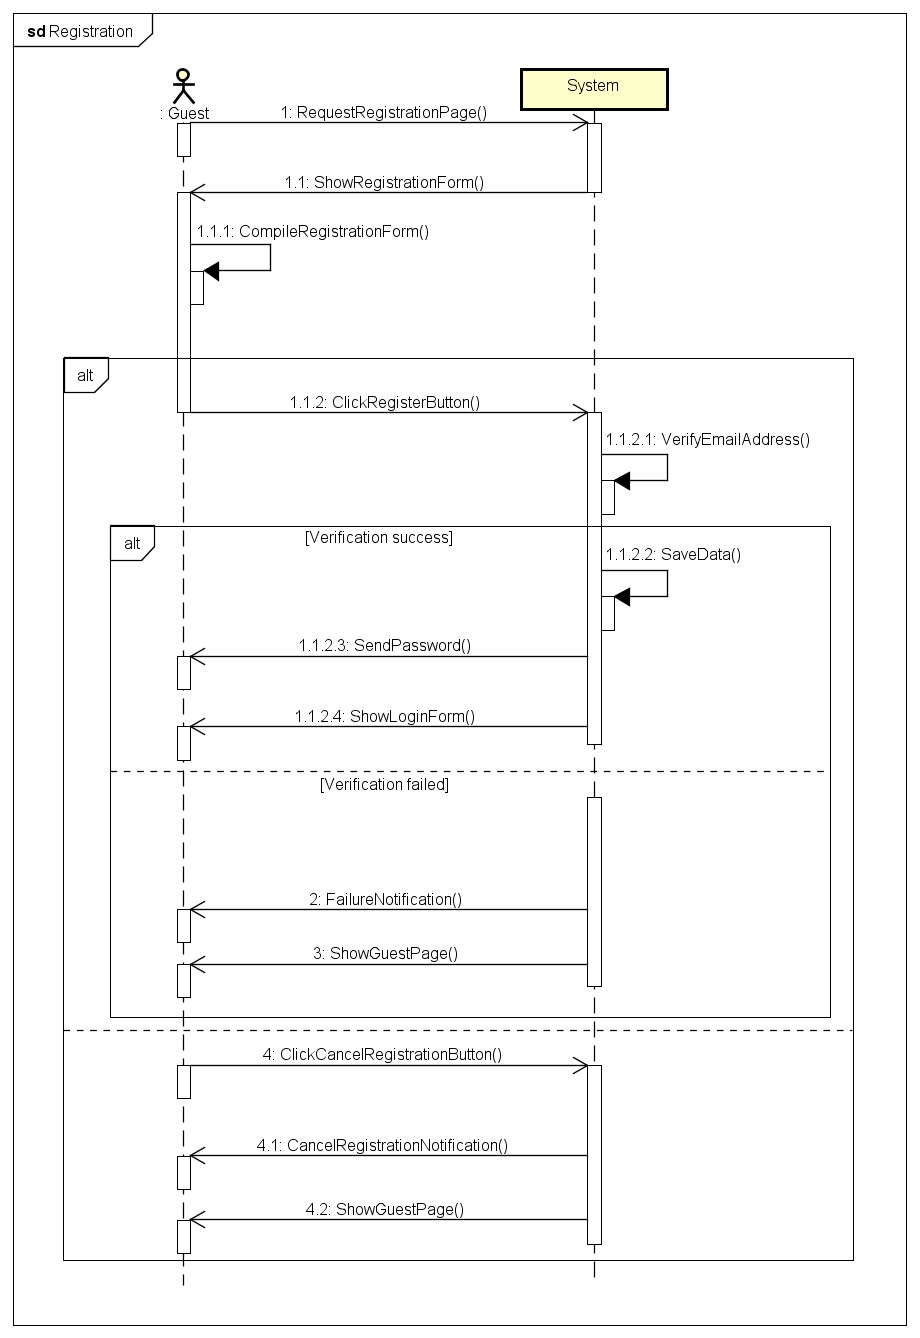 sd Registration
System
: Guest
1: RequestRegistrationPage()
1.1: ShowRegistrationForm()
1.1.1: CompileRegistrationForm()
alt
1.1.2: ClickRegisterButton()
1.1.2.1: VerifyEmailAddress()
alt
[Verification success]
1.1.2.2: SaveData()
1.1.2.3: SendPassword()
1.1.2.4: ShowLoginForm()
[Verification failed]
2: FailureNotification()
3: ShowGuestPage()
4: ClickCancelRegistrationButton()
4.1: CancelRegistrationNotification()
4.2: ShowGuestPage()